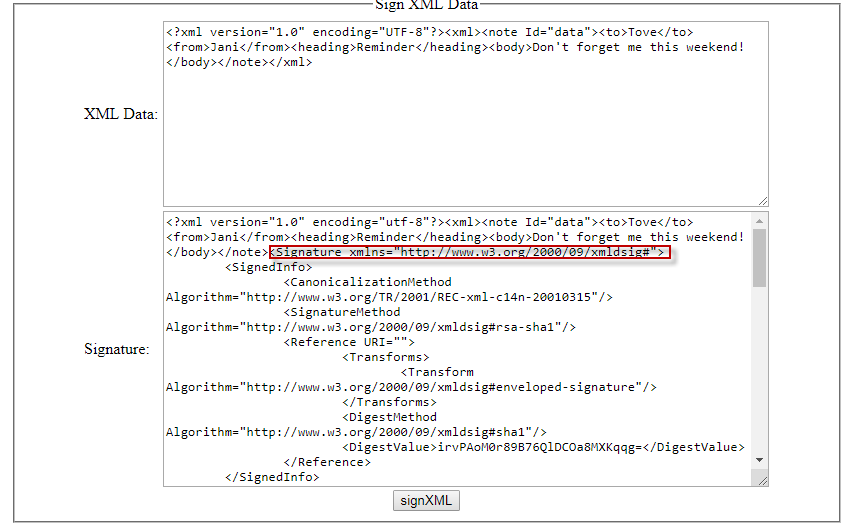 Sign XML Data
<?xml version="1.0" encoding="UTF-8"?><xml><note Id="data"><to>Tove</to>
<from>Jani</from><heading>Reminder</heading><body>Don't forget me this weekend!
</body></note></xml>
XML Data:
<?xml version="1.0" encoding="utf-8"?><xml><note Id="data"><to>Tove</to>
<from>Jani</from><heading>Reminder</heading><body>Don't forget me this weekend!
</body></note><Signature xmlns="http://www.w3.org/2000/09/xmldsig#">
<SignedInfo>
<CanonicalizationMethod
Algorithm="http://www.w3.org/TR/2001/REC-xml-c14n-20010315"/>
<SignatureMethod
Algorithm="http://www.w3.org/2000/09/xmldsig#rsa-sha1"/>
<Reference URI="">
<Transforms>
<Transform
Algorithm="http://www.w3.org/2000/09/xmldsig#enveloped-signature"/>
</Transforms>
<DigestMethod
Algorithm="http://www.w3.org/2000/09/xmldsig#sha1"/>
<DigestValue>irvPAoM0r89B76QlDCOa8MXKqqg=</DigestValue>
</Reference>
</SignedInfo>
Signature:
signXML